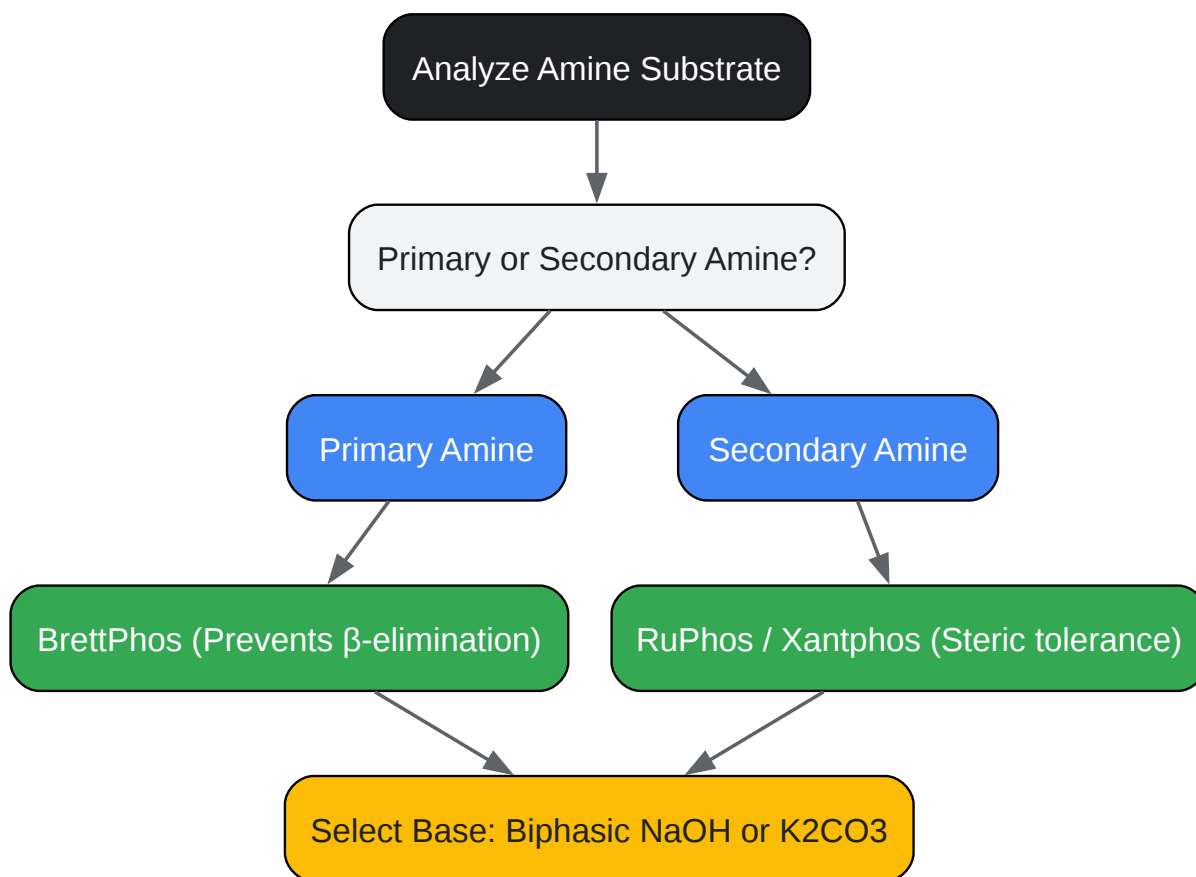 Analyze Amine Substrate
Primary or Secondary Amine?
Primary Amine
Secondary Amine
BrettPhos (Prevents β-elimination)
RuPhos / Xantphos (Steric tolerance)
Select Base: Biphasic NaOH or K2CO3